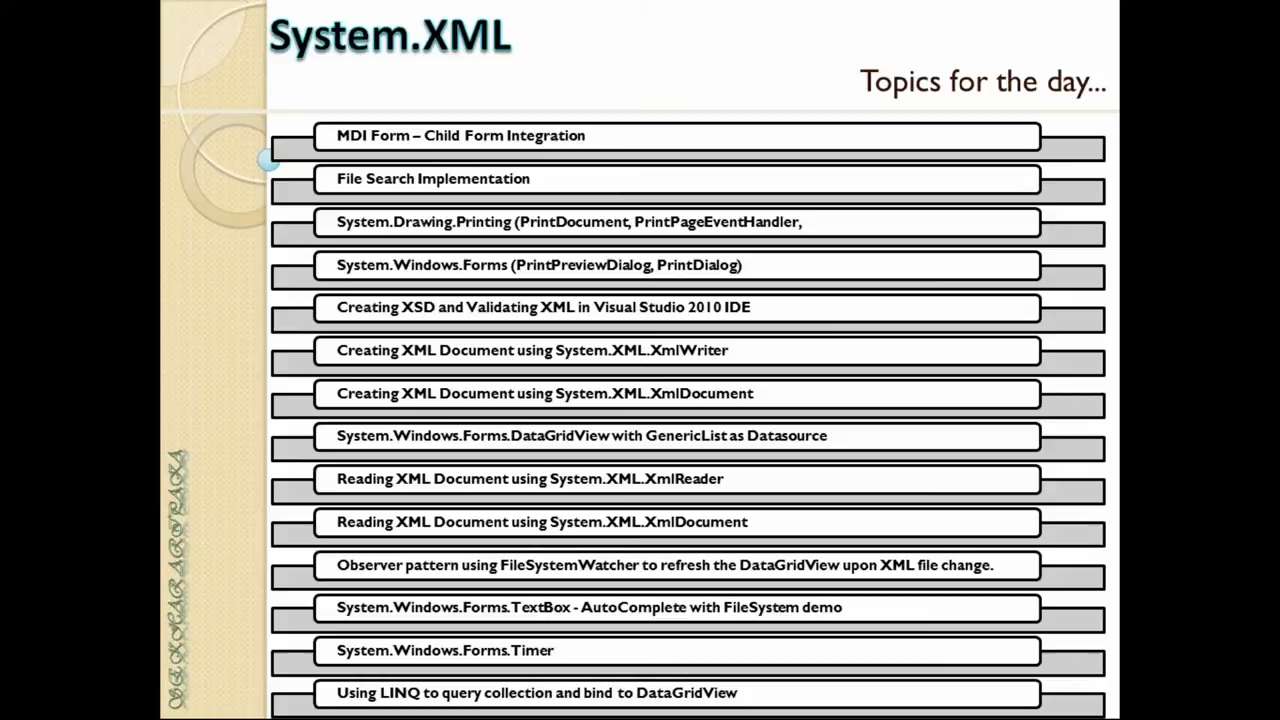 System.XML
Topics for the day...
MDI Form – Child Form Integration
File Search Implementation
System.Drawing.Printing (PrintDocument, PrintPageEventHandler,
System.Windows.Forms (PrintPreviewDialog, PrintDialog)
Creating XSD and Validating XML in Visual Studio 2010 IDE
Creating XML Document using System.XML.XmlWriter
Creating XML Document using System.XML.XmlDocument
System.Windows.Forms.DataGridView with GenericList as Datasource
Reading XML Document using System.XML.XmlReader
Reading XML Document using System.XML.XmlDocument
Observer pattern using FileSystemWatcher to refresh the DataGridView upon XML file change.
System.Windows.Forms.TextBox - AutoComplete with FileSystem demo
System.Windows.Forms.Timer
Using LINQ to query collection and bind to DataGridView